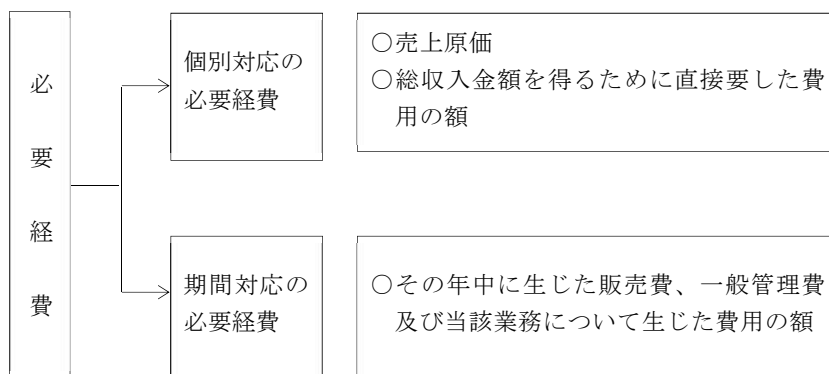 必要経費
個別対応の
必要経費
○売上原価
○総収入金額を得るために直接要した費
用の額
期間対応の
必要経費
○その年中に生じた販売費、一般管理費
及び当該業務について生じた費用の額